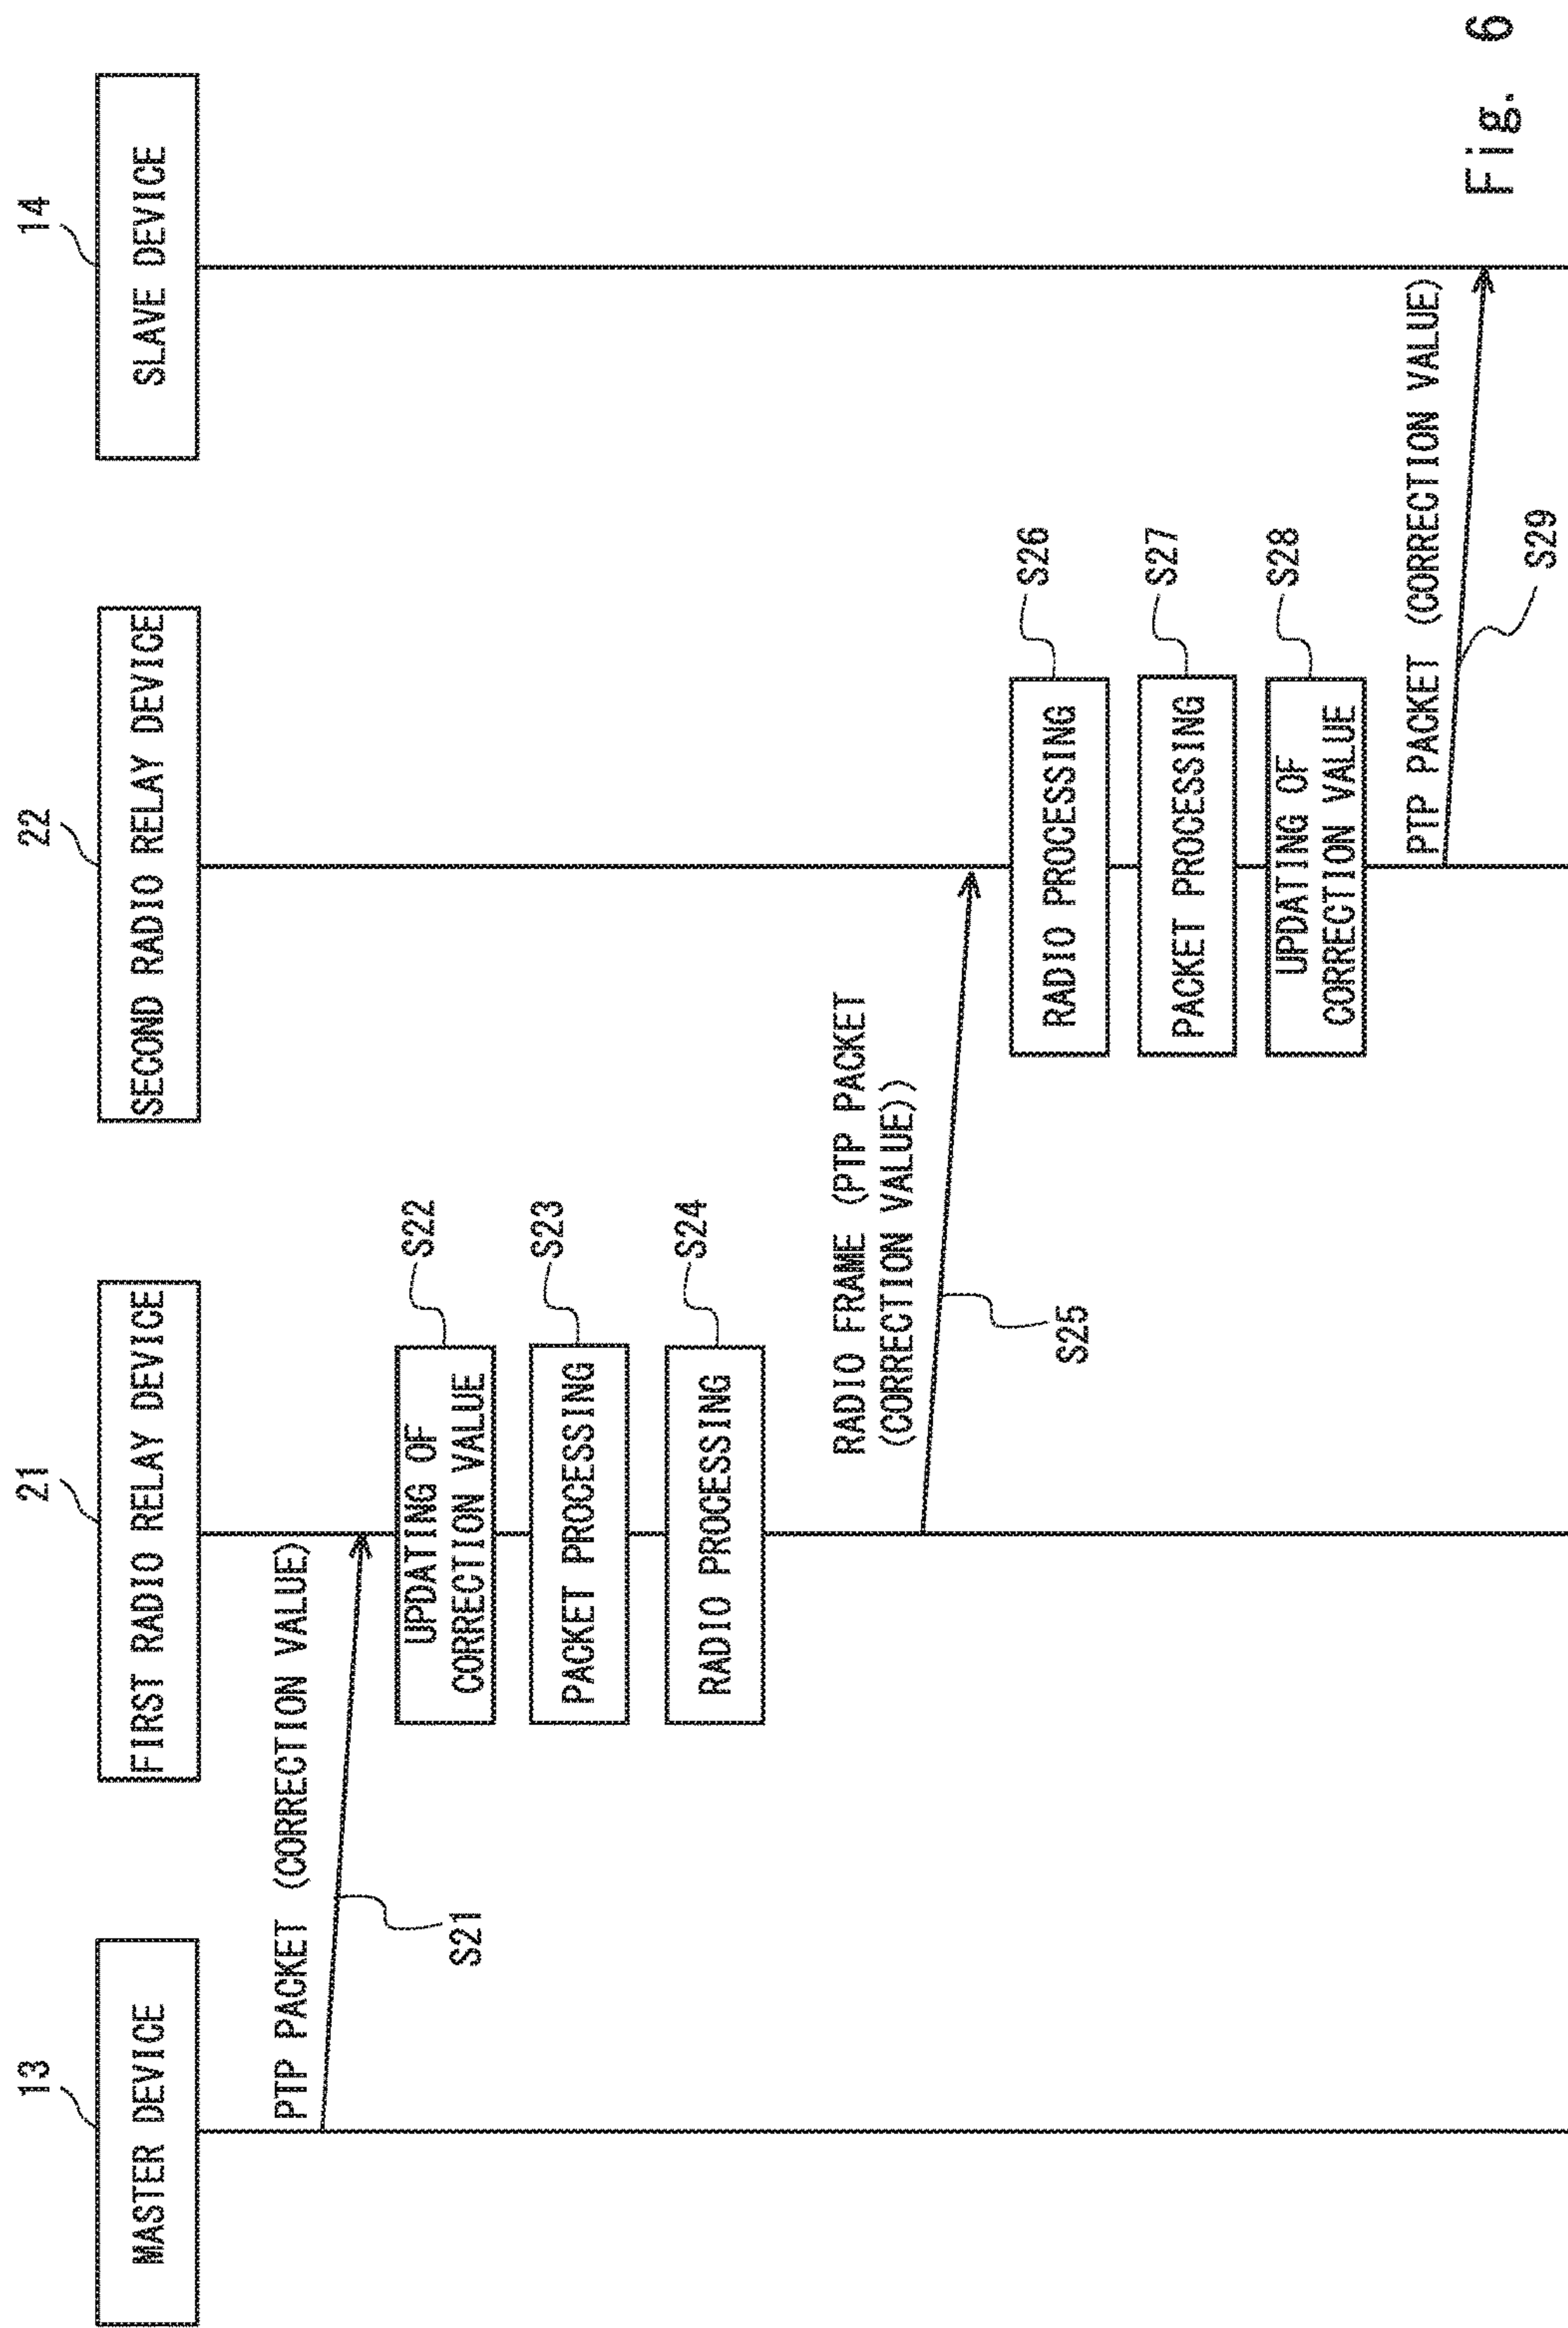 13
21
22
14
MASTER DEVICE
FIRST RADIO RELAY DEVICE
SECOND RADIO RELAY DEVICE
SLAVE DEVICE
PTP PACKET (CORRECTION VALUE)
S21
UPDATING OF
CORRECTION VALUE
S22
PACKET PROCESSING
S23
RADIO PROCESSING
S24
RADIO FRAME (PTP PACKET
(CORRECTION VALUE))
S25
RADIO PROCESSING
S26
PACKET PROCESSING
S27
UPDATING OF
CORRECTION VALUE
S28
PTP PACKET (CORRECTION VALUE)
S29
Fig. 6